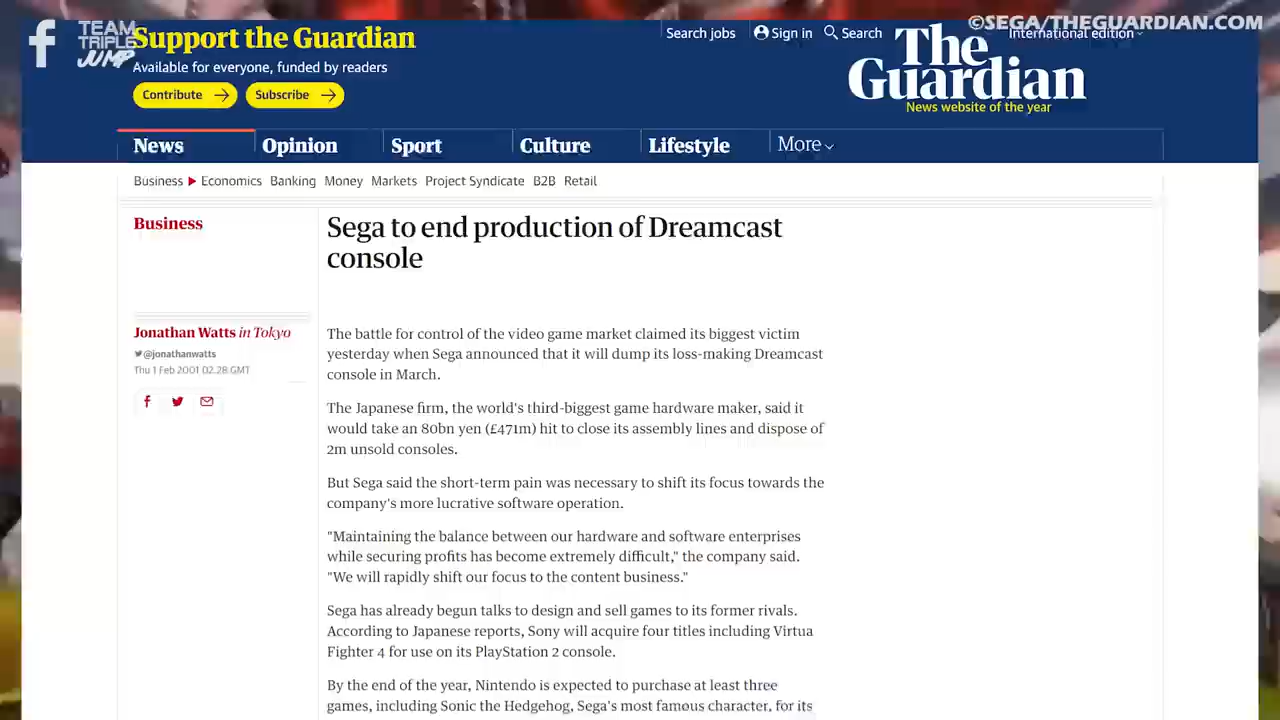 f TEAM TRIPLE JUMP
©SEGA/THEGUARDIAN.COM
Support the Guardian
Available for everyone, funded by readers
Contribute → Subscribe →
Search jobs Sign in Search International edition
The Guardian
News website of the year
News Opinion Sport Culture Lifestyle More
Business Economics Banking Money Markets Project Syndicate B2B Retail
Business
Sega to end production of Dreamcast
console
Jonathan Watts in Tokyo
@jonathanwatts
Thu 1 Feb 2001 02.28 GMT
The battle for control of the video game market claimed its biggest victim
yesterday when Sega announced that it will dump its loss-making Dreamcast
console in March.
The Japanese firm, the world's third-biggest game hardware maker, said it
would take an 80bn yen (£471m) hit to close its assembly lines and dispose of
2m unsold consoles.
But Sega said the short-term pain was necessary to shift its focus towards the
company's more lucrative software operation.
"Maintaining the balance between our hardware and software enterprises
while securing profits has become extremely difficult," the company said.
"We will rapidly shift our focus to the content business."
Sega has already begun talks to design and sell games to its former rivals.
According to Japanese reports, Sony will acquire four titles including Virtua
Fighter 4 for use on its PlayStation 2 console.
By the end of the year, Nintendo is expected to purchase at least three
games, including Sonic the Hedgehog, Sega's most famous character, for its